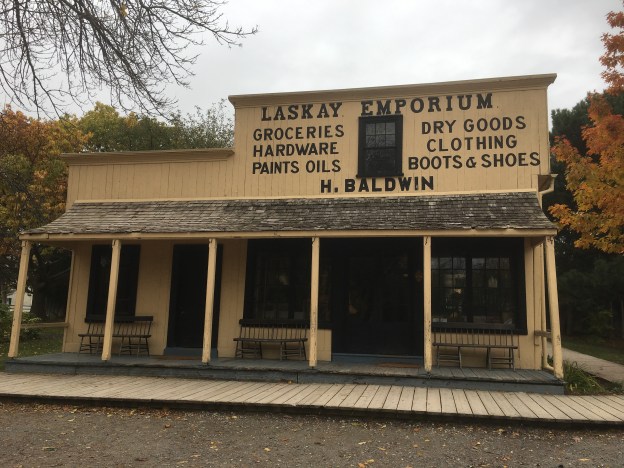 LASKAY EMPORIUM
GROCERIES
HARDWARE
PAINTS OILS
DRY GOODS
CLOTHING
BOOTS & SHOES
H. BALDWIN